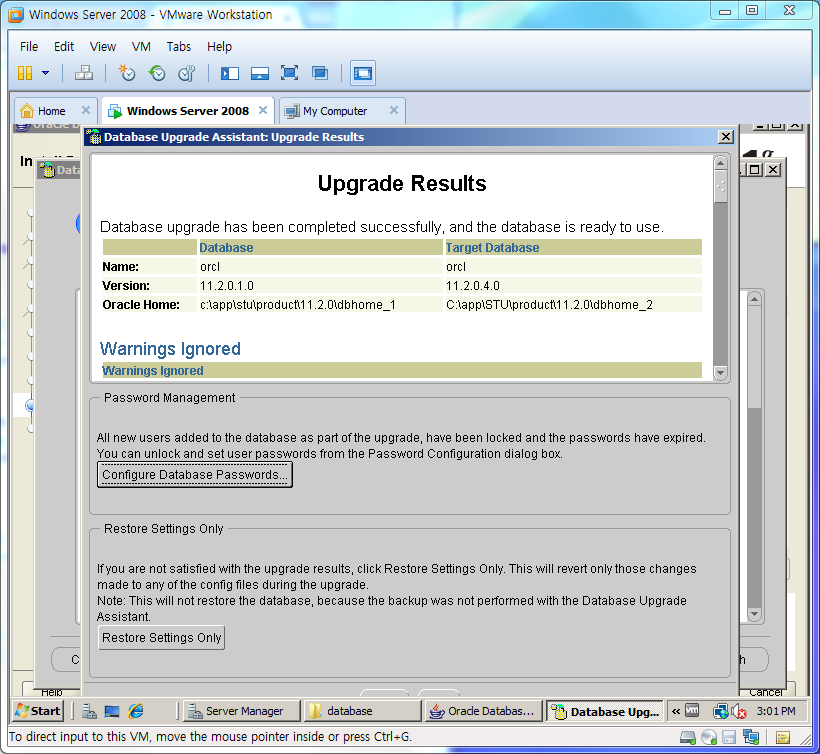 Windows Server 2008 - VMware Workstation
File Edit View VM Tabs Help
Home Windows Server 2008 My Computer
Database Upgrade Assistant: Upgrade Results
Upgrade Results
Database upgrade has been completed successfully, and the database is ready to use.
Database Target Database
Name: orcl orcl
Version: 11.2.0.1.0 11.2.0.4.0
Oracle Home: c:\app\stu\product\11.2.0\dbhome_1 C:\app\STU\product\11.2.0\dbhome_2
Warnings Ignored
Warnings Ignored
Password Management
All new users added to the database as part of the upgrade, have been locked and the passwords have expired.
You can unlock and set user passwords from the Password Configuration dialog box.
Configure Database Passwords...
Restore Settings Only
If you are not satisfied with the upgrade results, click Restore Settings Only. This will revert only those changes
made to any of the config files during the upgrade.
Note: This will not restore the database, because the backup was not performed with the Database Upgrade
Assistant.
Restore Settings Only
Help Cancel
Start Server Manager database Oracle Databas... Database Upg... « vm 3:01 PM
To direct input to this VM, move the mouse pointer inside or press Ctrl+G.